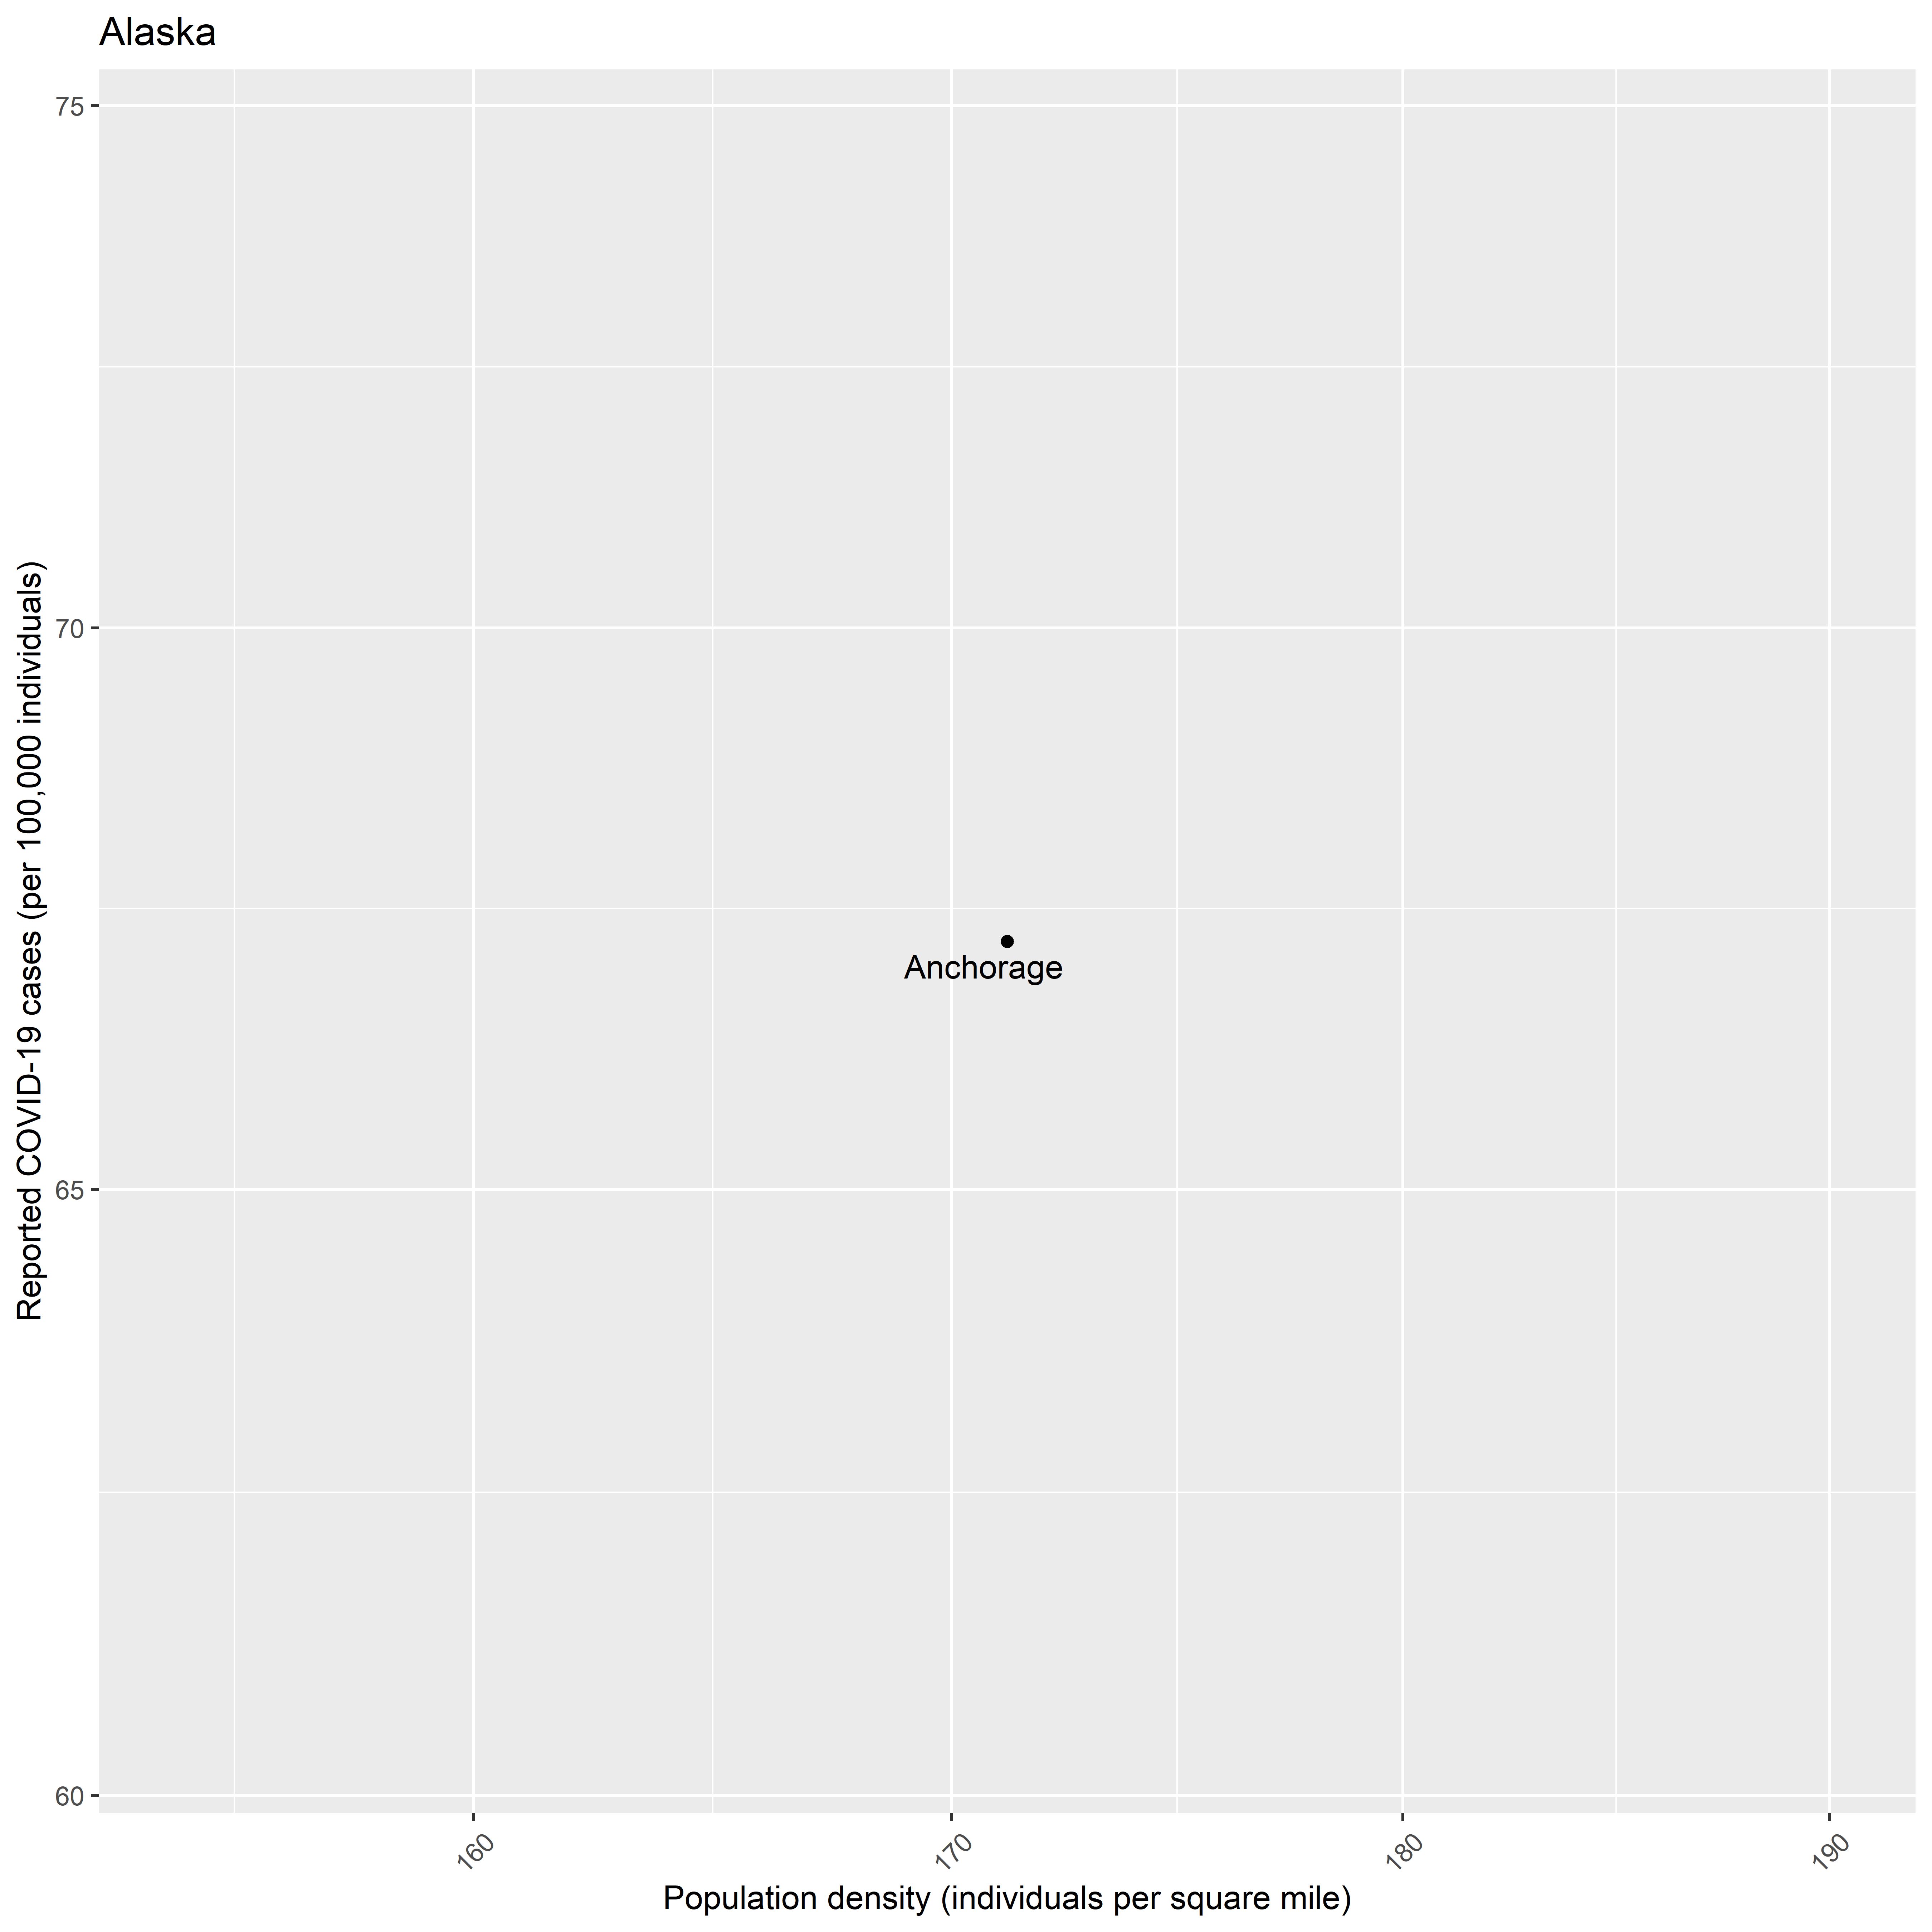 Alaska
Reported COVID-19 cases (per 100,000 individuals)
75
70
65
60
Anchorage
160
170
180
190
Population density (individuals per square mile)